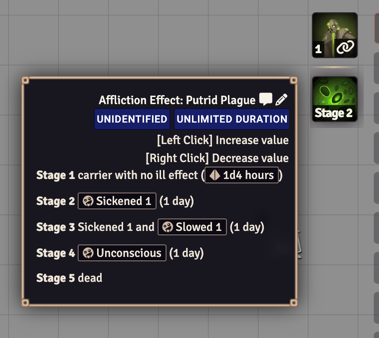 1
Stage 2
Affliction Effect: Putrid Plague
UNIDENTIFIED UNLIMITED DURATION
[Left Click] Increase value
[Right Click] Decrease value
Stage 1 carrier with no ill effect (1d4 hours)
Stage 2 Sickened 1 (1 day)
Stage 3 Sickened 1 and Slowed 1 (1 day)
Stage 4 Unconscious (1 day)
Stage 5 dead